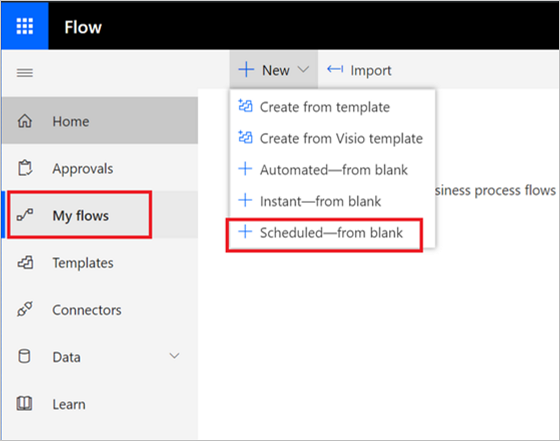 Flow
New
Import
Home
Approvals
My flows
Templates
Connectors
Data
Learn
Create from template
Create from Visio template
Automated—from blank
Instant—from blank
Scheduled—from blank
siness process flows